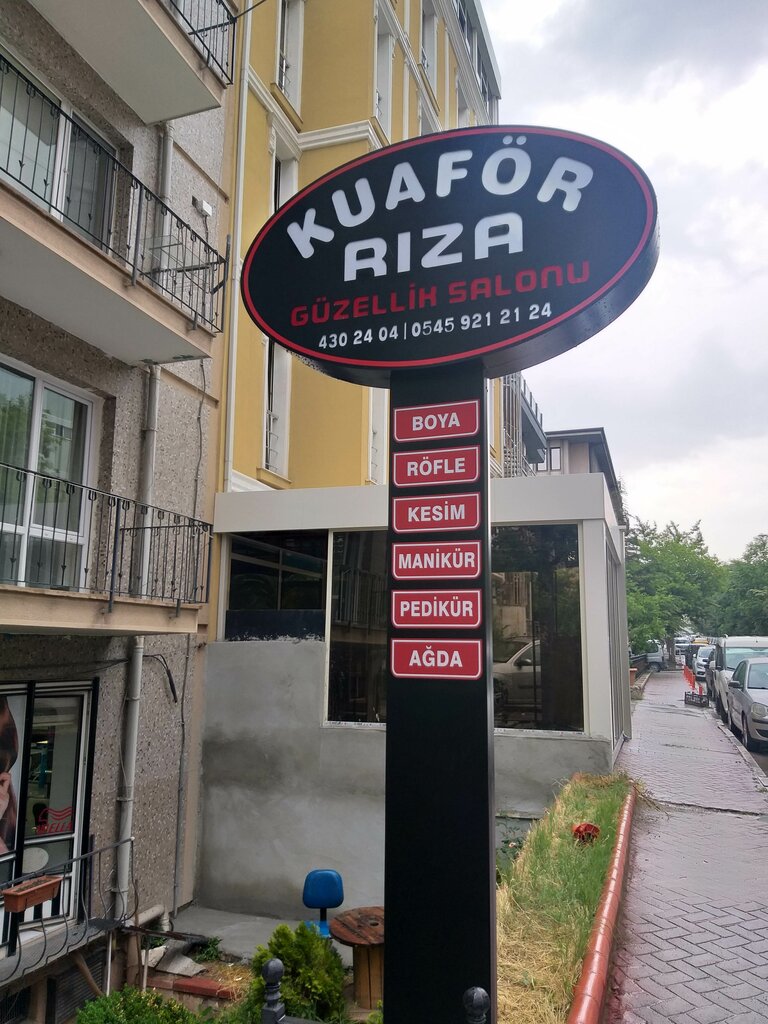 KUAFÖR
RIZA
GÜZELLİK SALONU
430 24 04 | 0545 921 21 24
BOYA
RÖFLE
KESİM
MANİKÜR
PEDİKÜR
AĞDA